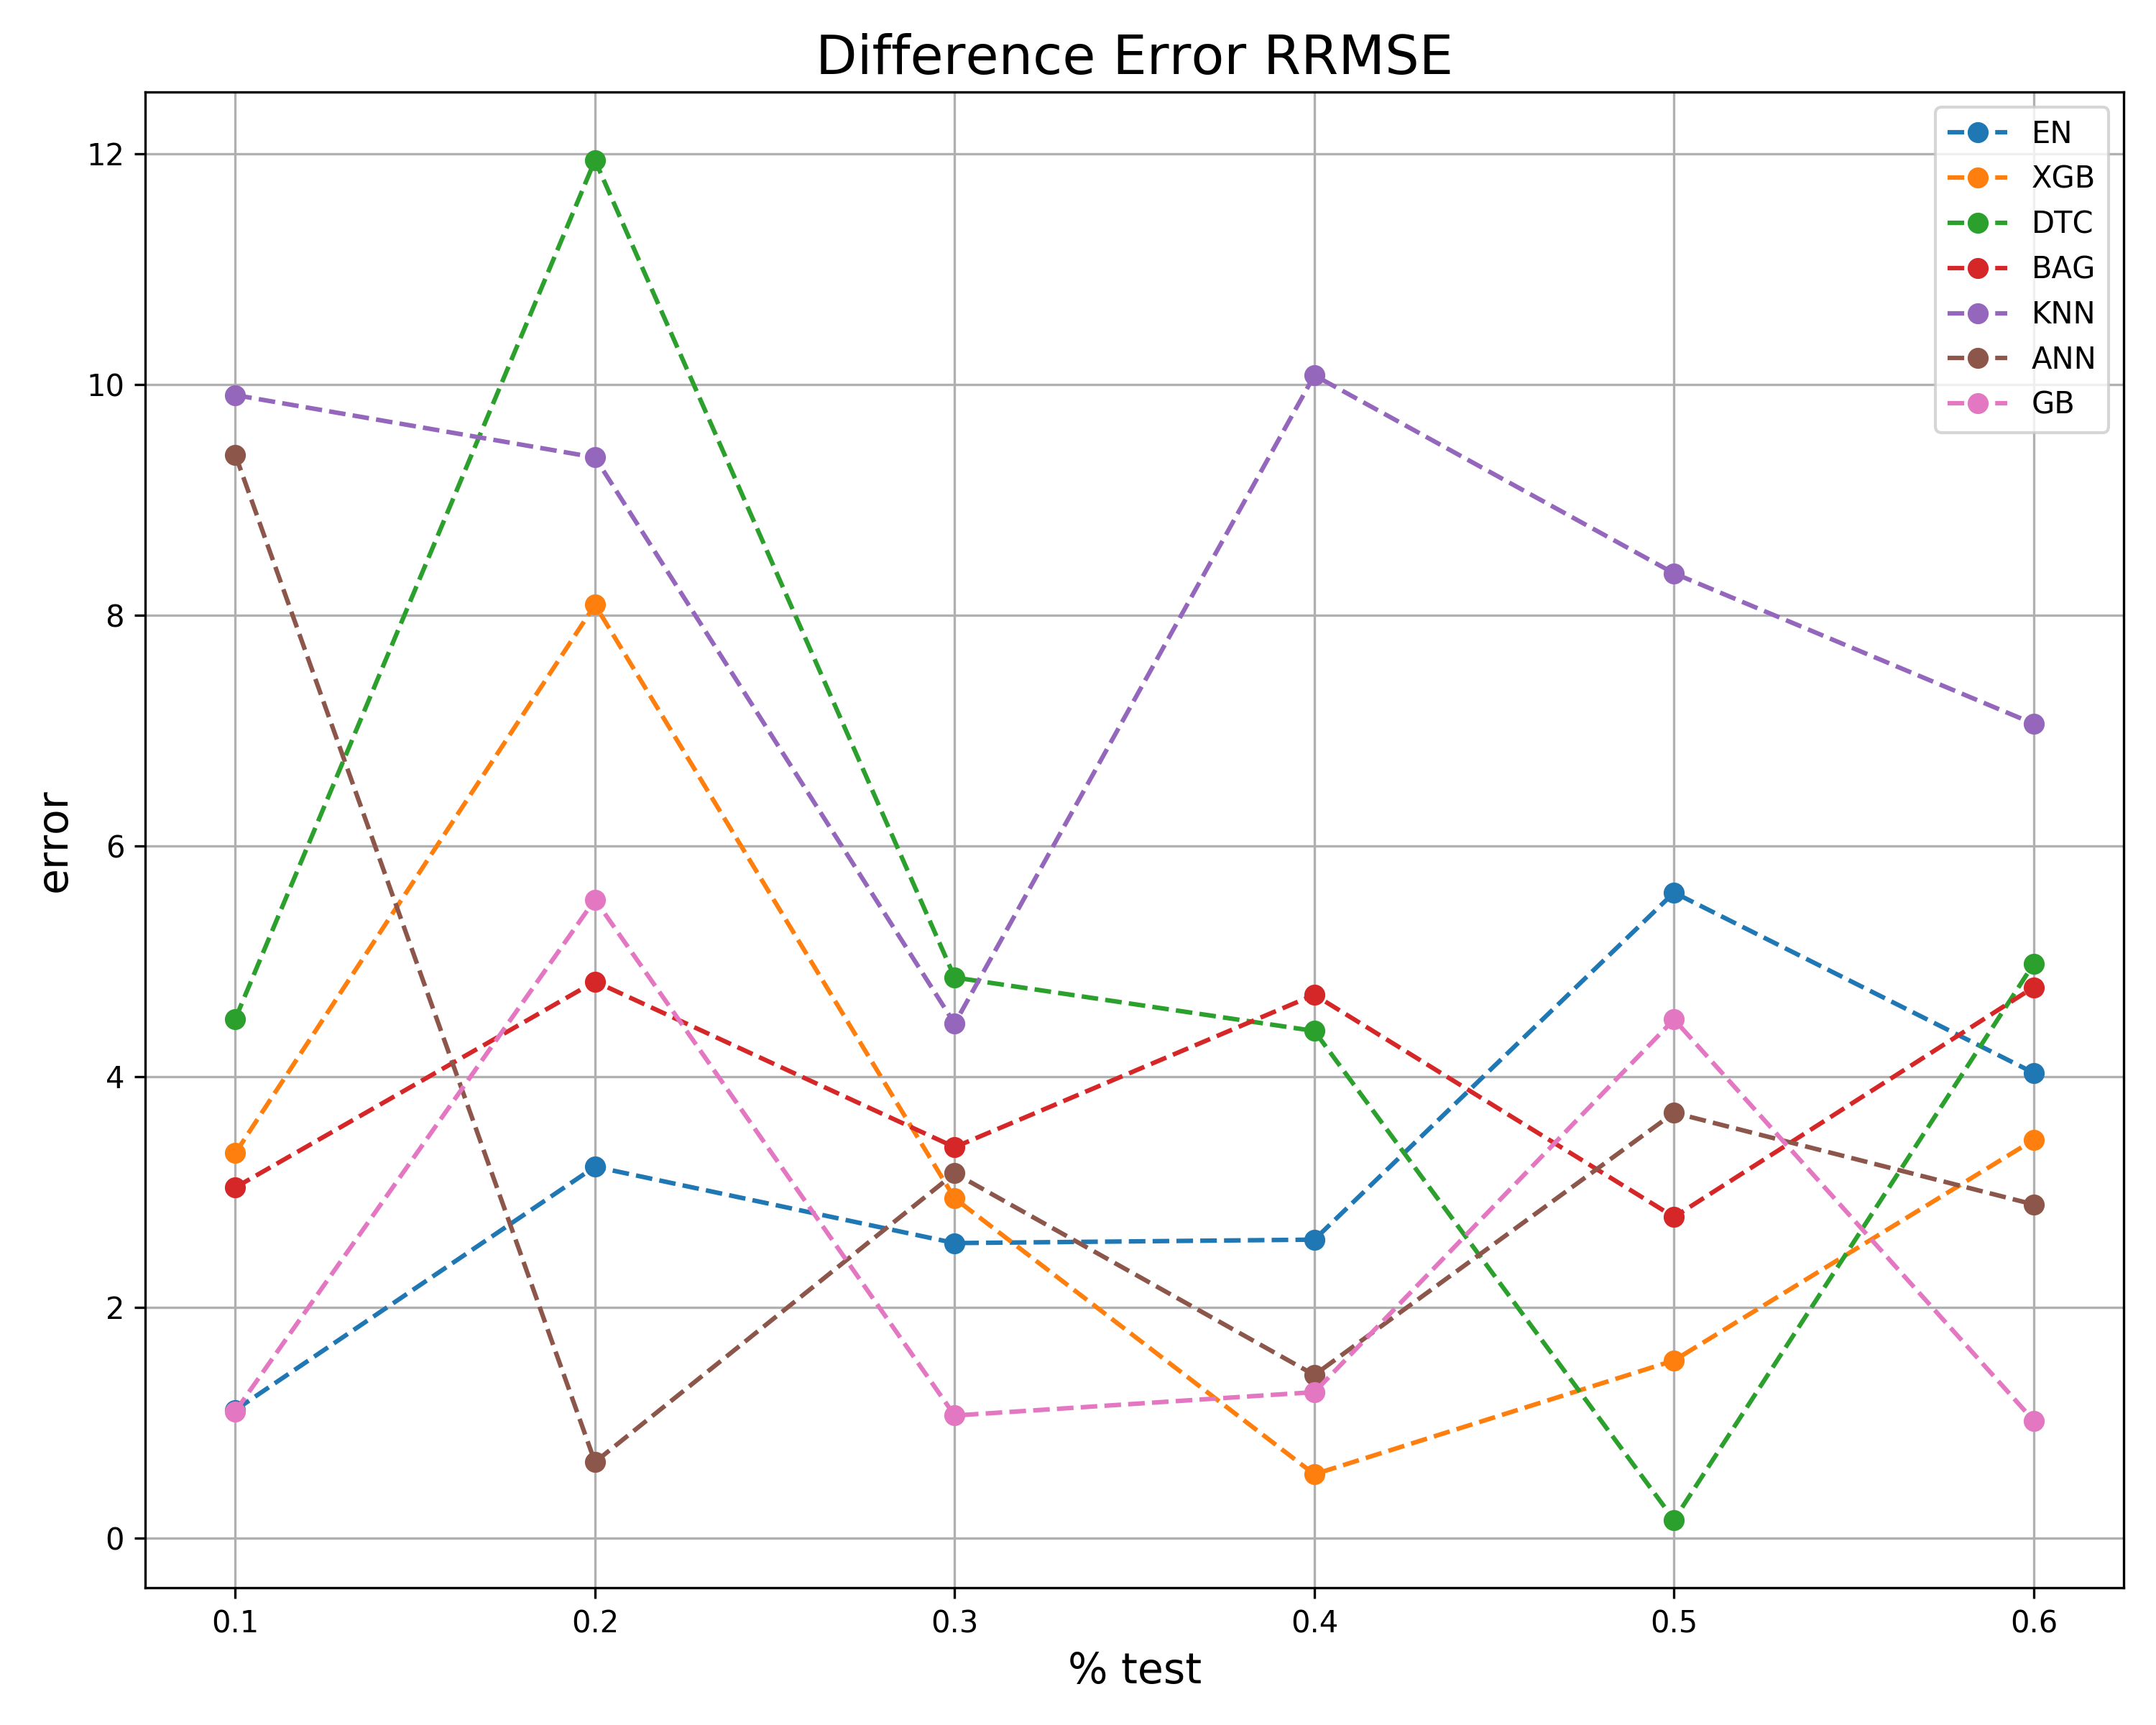 Difference Error RRMSE
error
12
10
8
6
4
2
0
0.1
0.2
0.3
0.4
0.5
0.6
% test
EN
XGB
DTC
BAG
KNN
ANN
GB